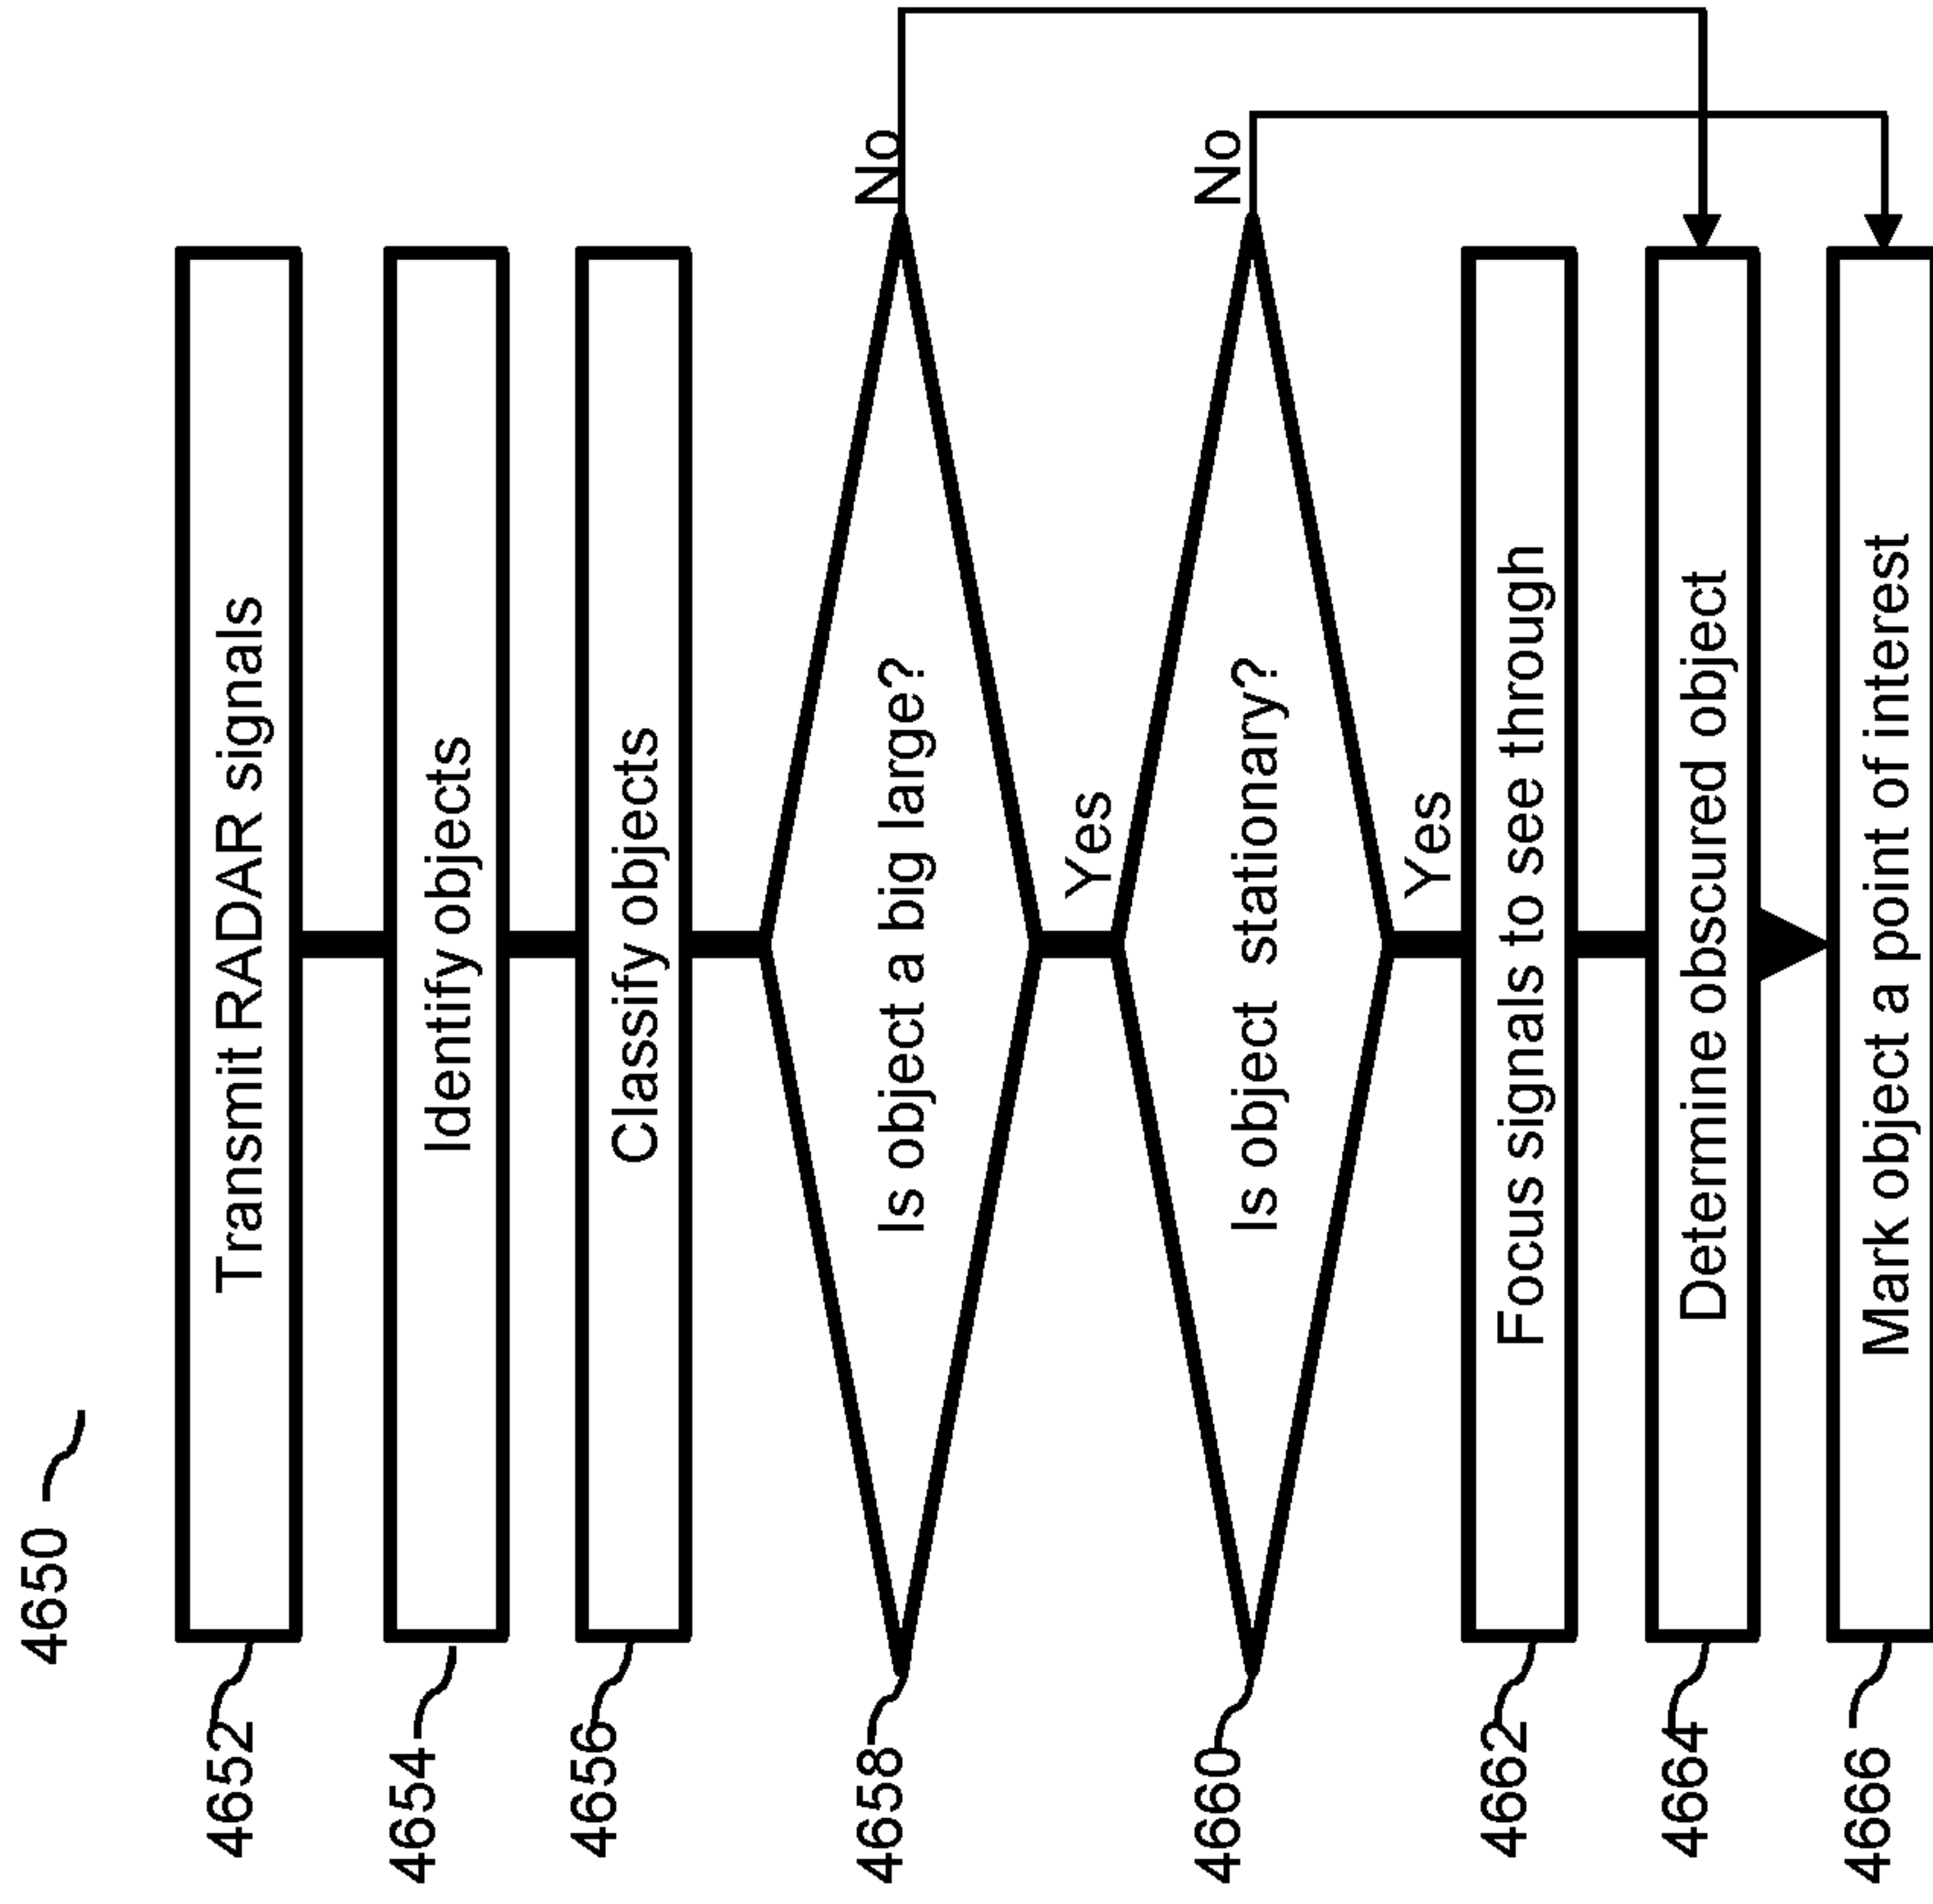 4650
4652
Transmit RADAR signals
4654
Identify objects
4656
Classify objects
4658
Is object a big large?
No
Yes
4660
Is object stationary?
No
Yes
4662
Focus signals to see through
4664
Determine obscured object
4666
Mark object a point of interest